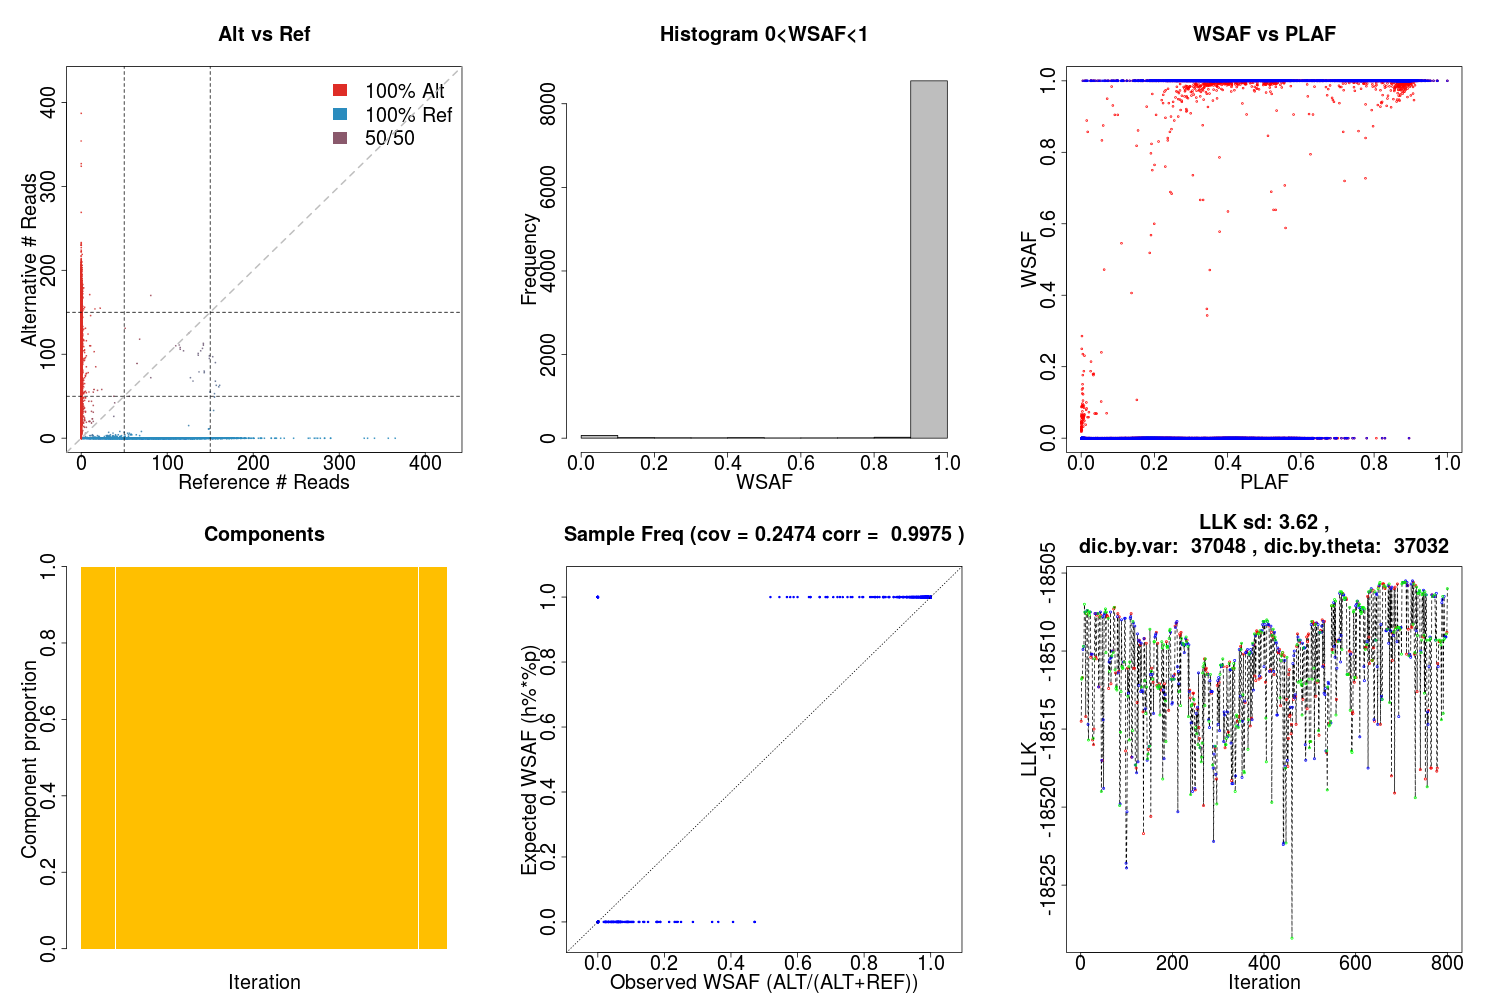 Alt vs Ref
100% Alt
100% Ref
50/50
Alternative # Reads
0 100 200 300 400
0 100 200 300 400
Reference # Reads
Histogram 0<WSAF<1
Frequency
0 2000 4000 6000 8000
0.0 0.2 0.4 0.6 0.8 1.0
WSAF
WSAF vs PLAF
WSAF
0.0 0.2 0.4 0.6 0.8 1.0
0.0 0.2 0.4 0.6 0.8 1.0
PLAF
Components
Component proportion
0.0 0.2 0.4 0.6 0.8 1.0
Iteration
Sample Freq (cov = 0.2474 corr = 0.9975 )
Expected WSAF (h%*%p)
0.0 0.2 0.4 0.6 0.8 1.0
0.0 0.2 0.4 0.6 0.8 1.0
Observed WSAF (ALT/(ALT+REF))
LLK sd: 3.62 ,
dic.by.var: 37048 , dic.by.theta: 37032
LLK
-18525 -18520 -18515 -18510 -18505
0 200 400 600 800
Iteration